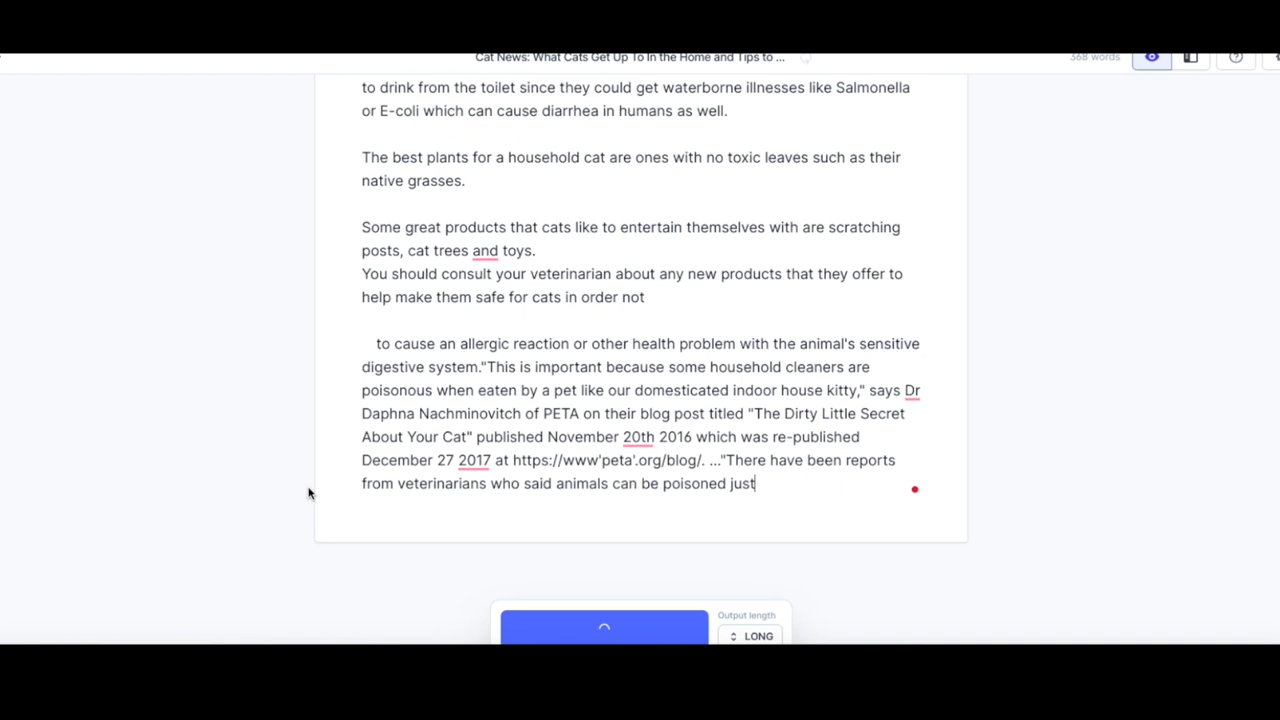 Cat News: What Cats Get Up To In the Home and Tips to ...
368 words
to drink from the toilet since they could get waterborne illnesses like Salmonella
or E-coli which can cause diarrhea in humans as well.
The best plants for a household cat are ones with no toxic leaves such as their
native grasses.
Some great products that cats like to entertain themselves with are scratching
posts, cat trees and toys.
You should consult your veterinarian about any new products that they offer to
help make them safe for cats in order not
to cause an allergic reaction or other health problem with the animal's sensitive
digestive system."This is important because some household cleaners are
poisonous when eaten by a pet like our domesticated indoor house kitty," says Dr
Daphna Nachminovitch of PETA on their blog post titled "The Dirty Little Secret
About Your Cat" published November 20th 2016 which was re-published
December 27 2017 at https://www'peta'.org/blog/. ..."There have been reports
from veterinarians who said animals can be poisoned just
Output length
LONG